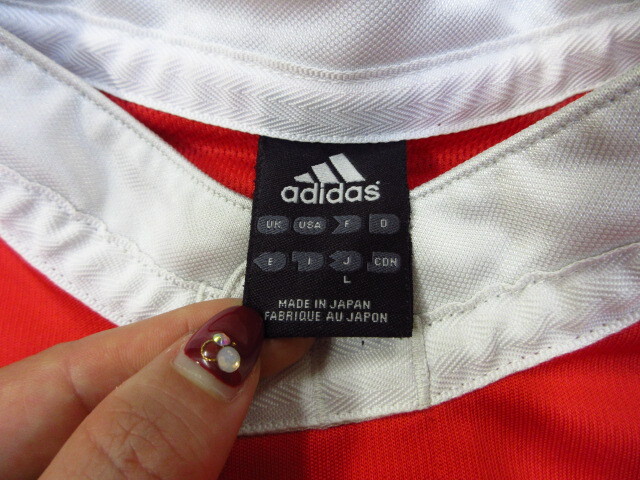 adidas
UK USA F D
E I J CDN
L
MADE IN JAPAN
FABRIQUE AU JAPON